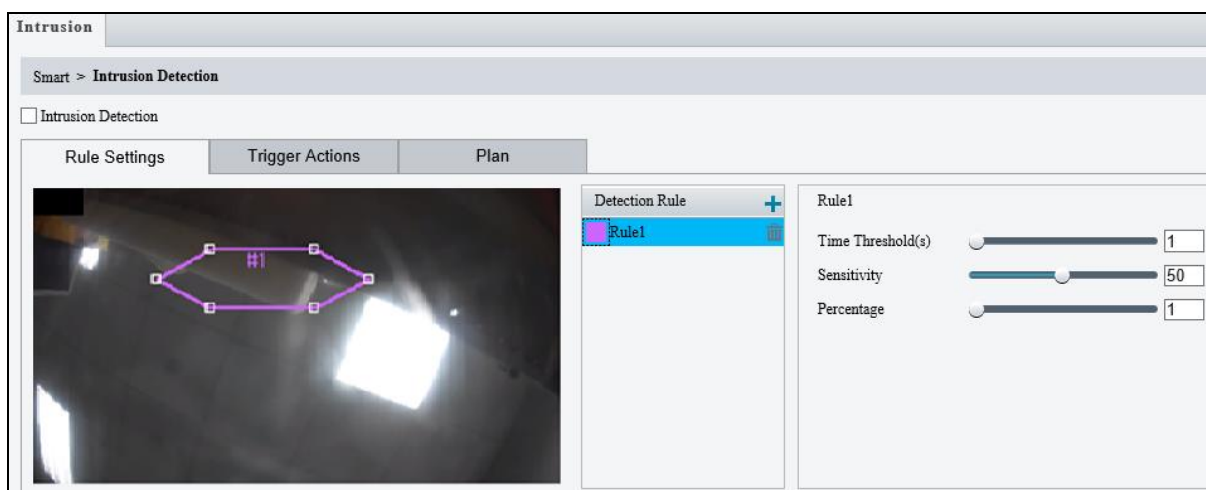 Intrusion
Smart > Intrusion Detection
Intrusion Detection
Rule Settings Trigger Actions Plan
#1
Detection Rule
Rule1
Rule1
Time Threshold(s) 1
Sensitivity 50
Percentage 1